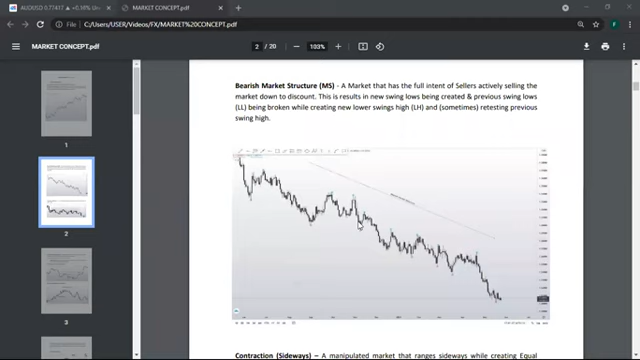 AUDUSD 0.77417 ▲ +0.18% Un
MARKET CONCEPT.pdf
File
C:/Users/USER/Videos/FX/MARKET%20CONCEPT.pdf
MARKET CONCEPT.pdf
2 / 20
103%
Bearish Market Structure (MS) - A Market that has the full intent of Sellers actively selling the
market down to discount. This is results in new swing lows being created & previous swing lows
(LL) being broken while creating new lower swings high (LH) and (sometimes) retesting previous
swing high.
1
2
3
Contraction (Sideways) – A manipulated market that ranges sideways while creating Equal